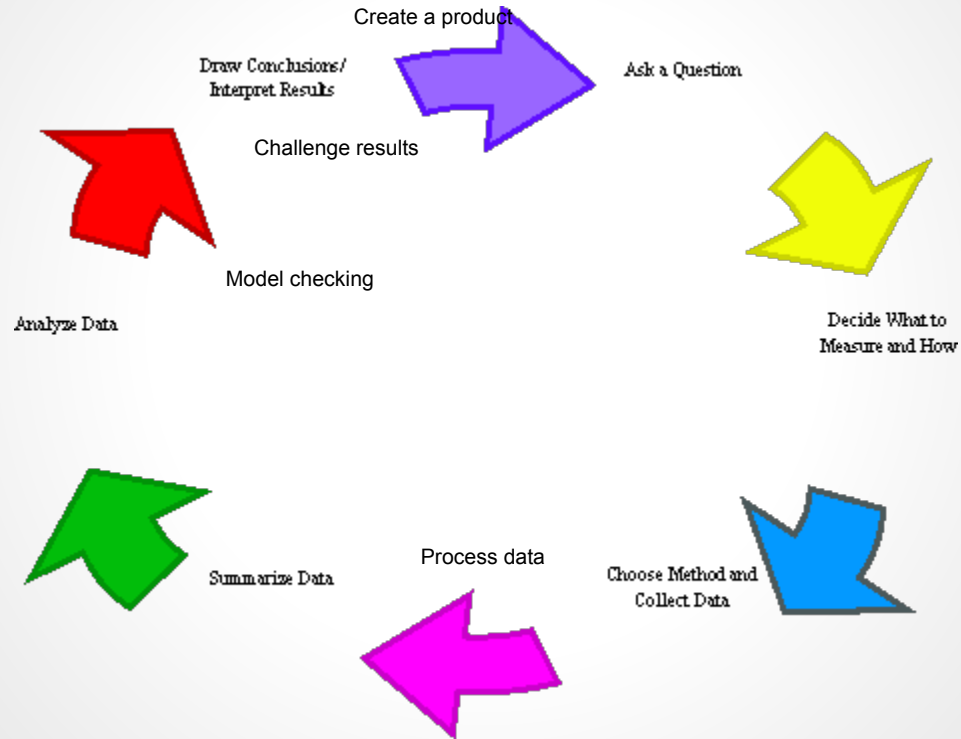 Create a product
Draw Conclusions/
Interpret Results
Ask a Question
Challenge results
Model checking
Analyze Data
Decide What to
Measure and How
Process data
Summarize Data
Choose Method and
Collect Data